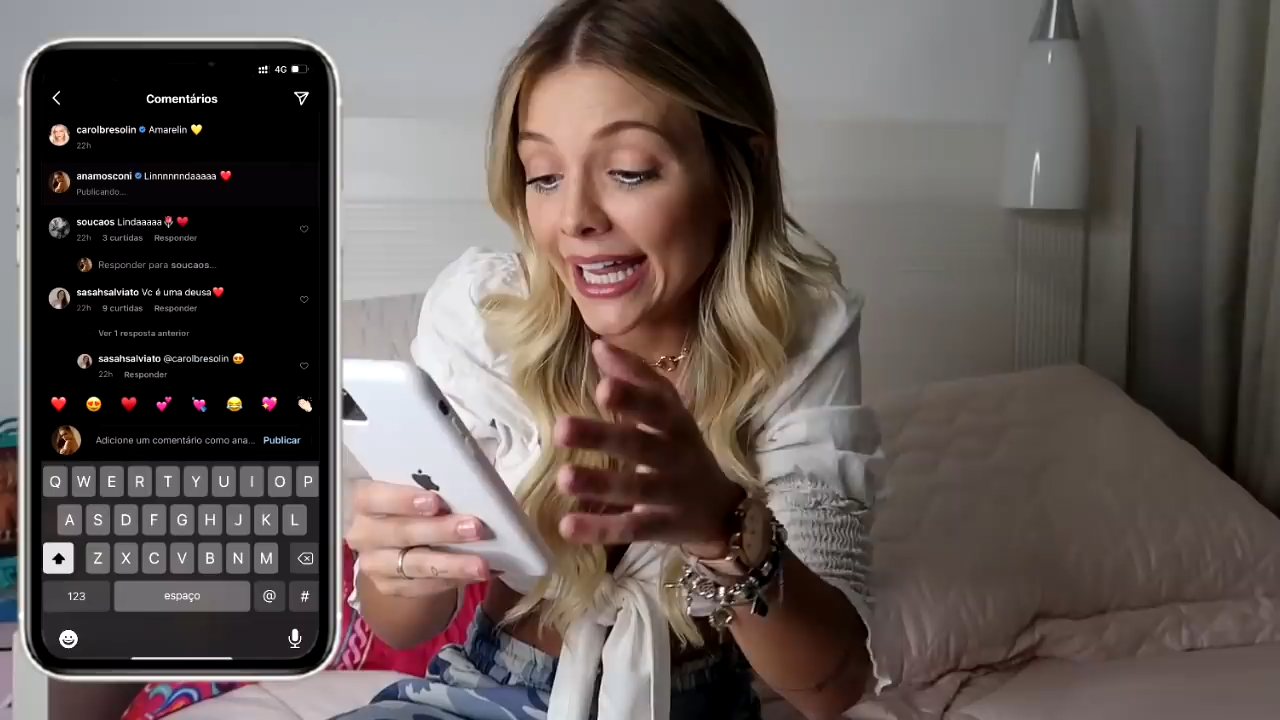 4G
Comentários
carolbresolin Amarelin 💛
22h
anamosconi Linnnnnndaaaaa ❤️
Publicando...
soucaos Lindaaaaa🌹❤️
22h 3 curtidas Responder
Responder para soucaos...
sasahsalviato Vc é uma deusa❤️
22h 9 curtidas Responder
Ver 1 resposta anterior
sasahsalviato @carolbresolin 😍
22h Responder
❤️ 😍 ❤️ 💕 💘 😂 💖 👏🏻
Adicione um comentário como ana... Publicar
Q W E R T Y U I O P
A S D F G H J K L
Z X C V B N M
123 espaço @ #